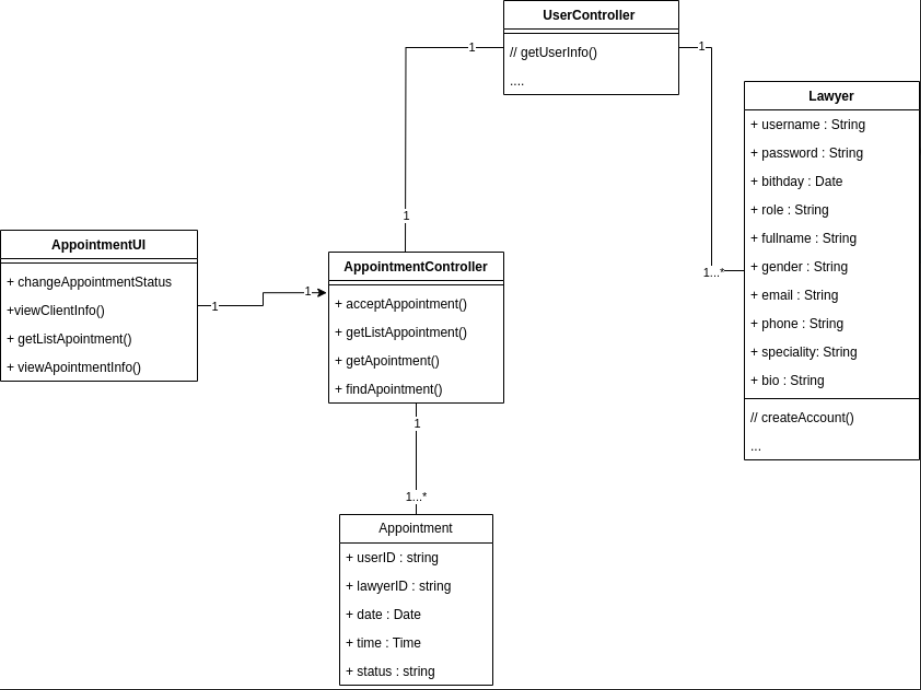 UserController
// getUserInfo()
....
1
1
1
1...*
Lawyer
+ username : String
+ password : String
+ bithday : Date
+ role : String
+ fullname : String
+ gender : String
+ email : String
+ phone : String
+ speciality: String
+ bio : String
// createAccount()
...
AppointmentUI
+ changeAppointmentStatus
+viewClientInfo()
+ getListApointment()
+ viewApointmentInfo()
1
1
AppointmentController
+ acceptAppointment()
+ getListAppointment()
+ getApointment()
+ findApointment()
1
1...*
Appointment
+ userID : string
+ lawyerID : string
+ date : Date
+ time : Time
+ status : string